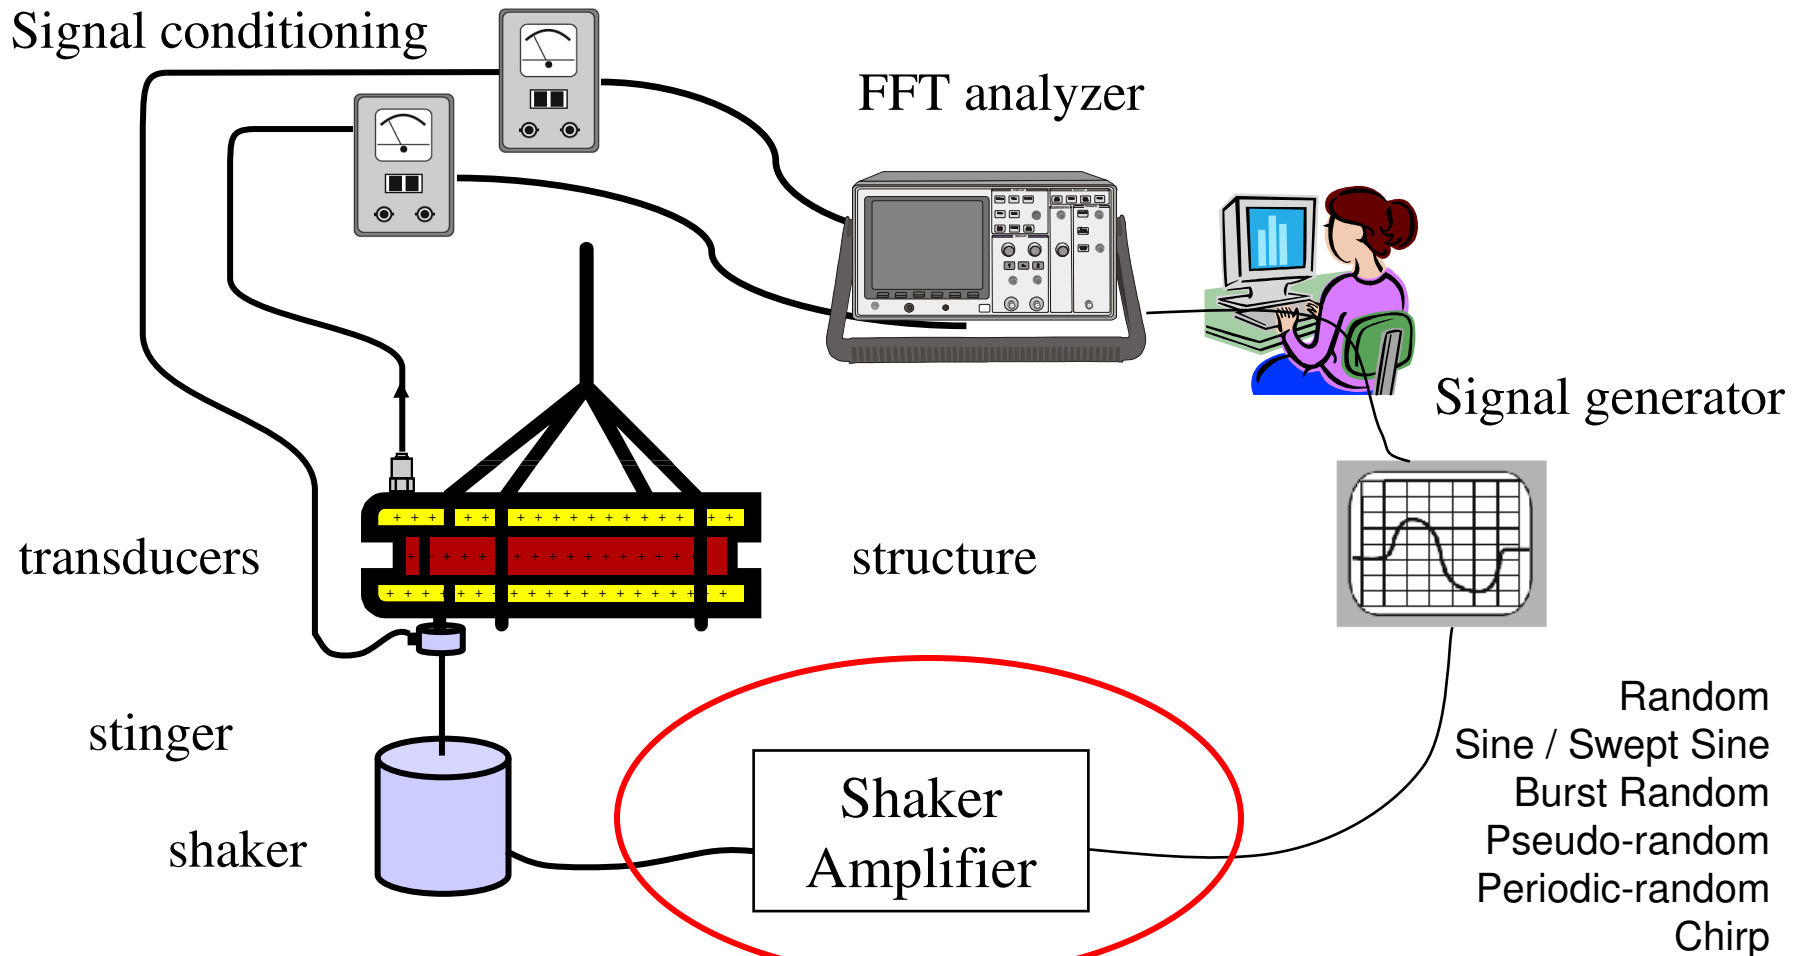 Signal conditioning
FFT analyzer
Signal generator
transducers
structure
stinger
shaker
Shaker
Amplifier
Random
Sine / Swept Sine
Burst Random
Pseudo-random
Periodic-random
Chirp